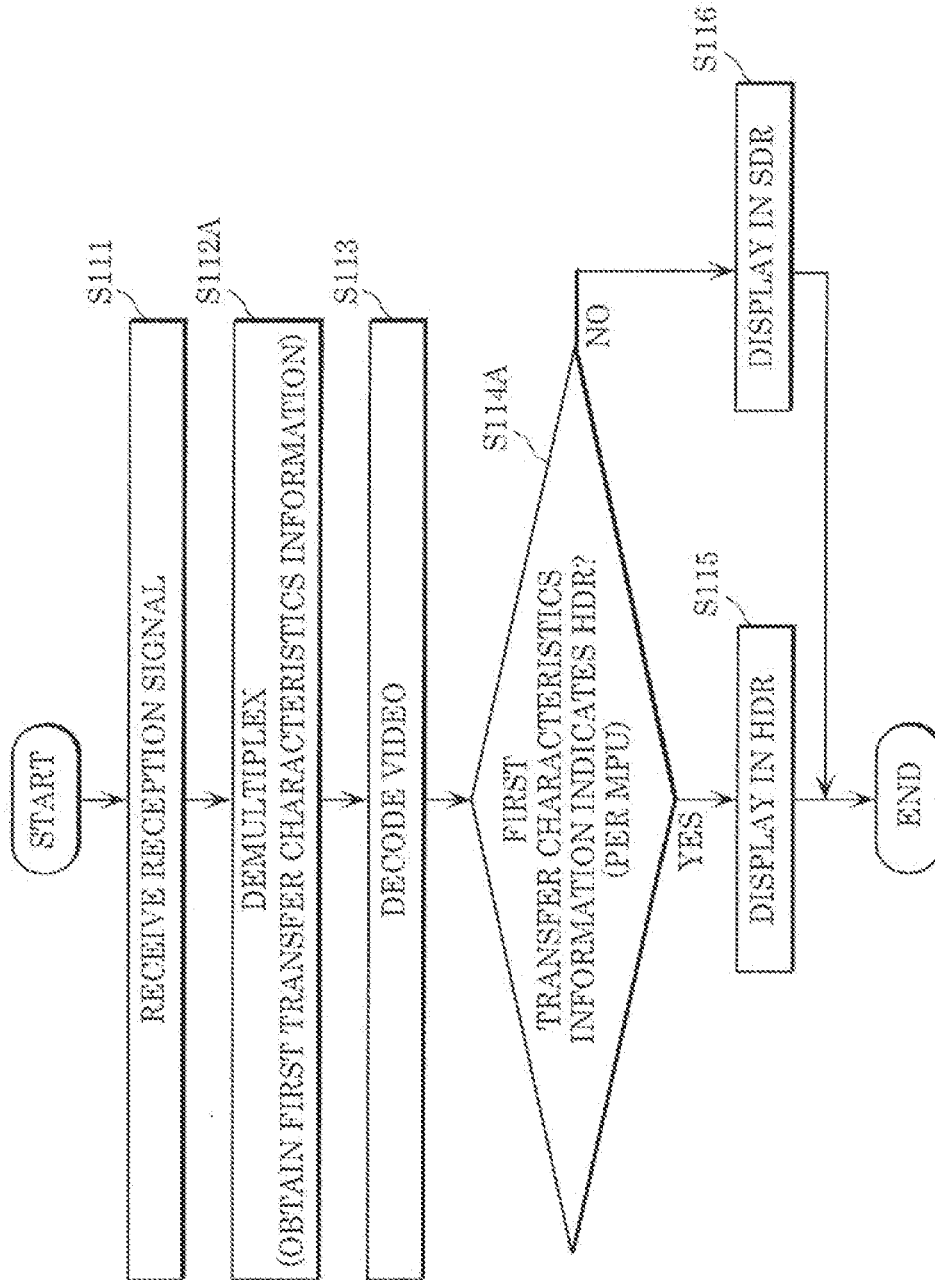 START
RECEIVE RECEPTION SIGNAL
S111
DEMULTIPLEX
(OBTAIN FIRST TRANSFER CHARACTERISTICS INFORMATION)
S112A
DECODE VIDEO
S113
FIRST
TRANSFER CHARACTERISTICS
INFORMATION INDICATES HDR?
(PER MPU)
S114A
YES
NO
DISPLAY IN HDR
S115
DISPLAY IN SDR
S116
END